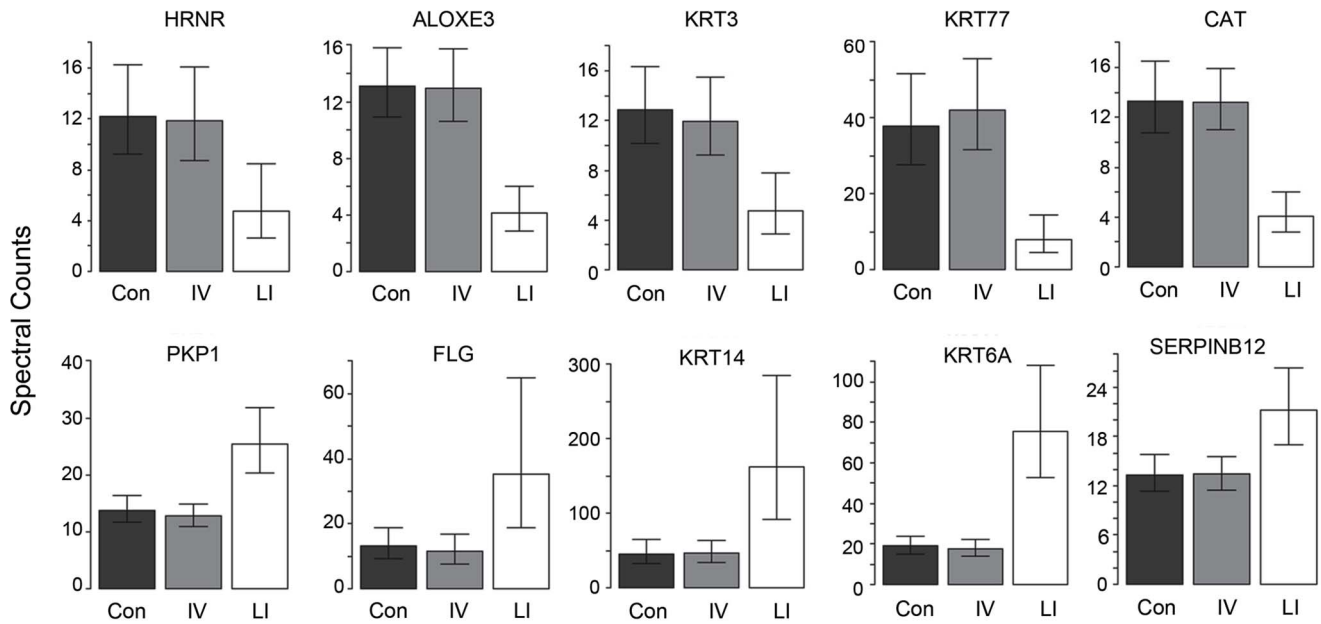 HRNR ALOXE3 KRT3 KRT77 CAT
16 16 16 60 16
12 12 12 40 12
8 8 8 20 8
4 4 4 4
0 0 0 0 0
Con IV LI Con IV LI Con IV LI Con IV LI Con IV LI
Spectral Counts
PKP1 FLG KRT14 KRT6A SERPINB12
40 60 300 100 24
30 40 200 80 18
20 20 100 60 12
10 0 0 40 6
0 20 0
0
Con IV LI Con IV LI Con IV LI Con IV LI Con IV LI